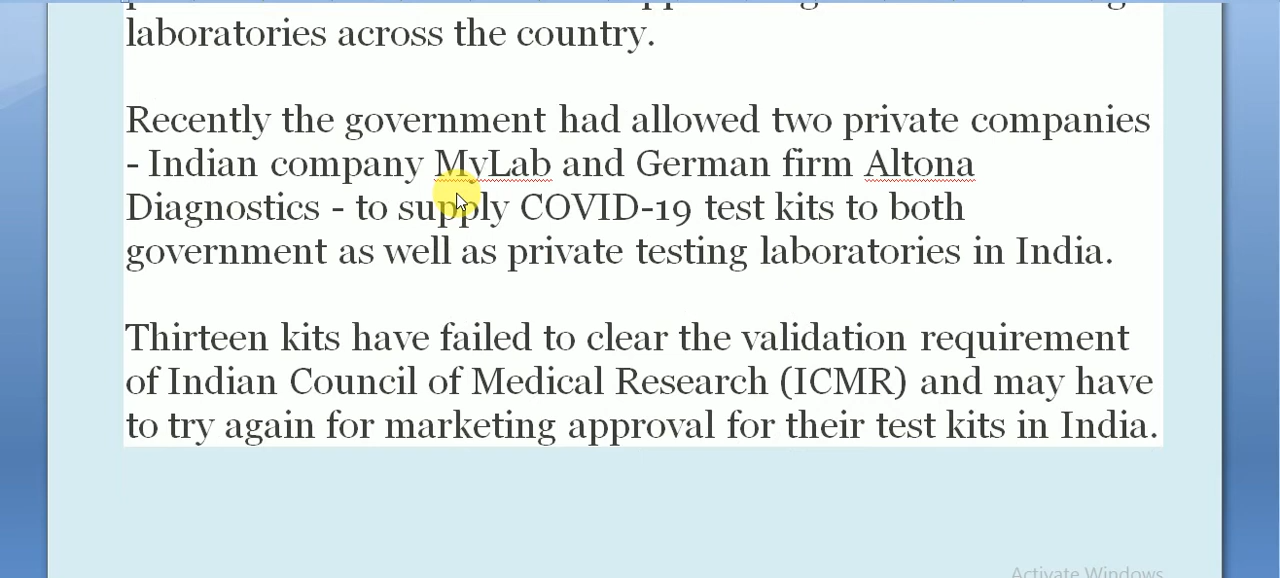 laboratories across the country.
Recently the government had allowed two private companies
- Indian company MyLab and German firm Altona
Diagnostics - to supply COVID-19 test kits to both
government as well as private testing laboratories in India.
Thirteen kits have failed to clear the validation requirement
of Indian Council of Medical Research (ICMR) and may have
to try again for marketing approval for their test kits in India.
Activate Windows